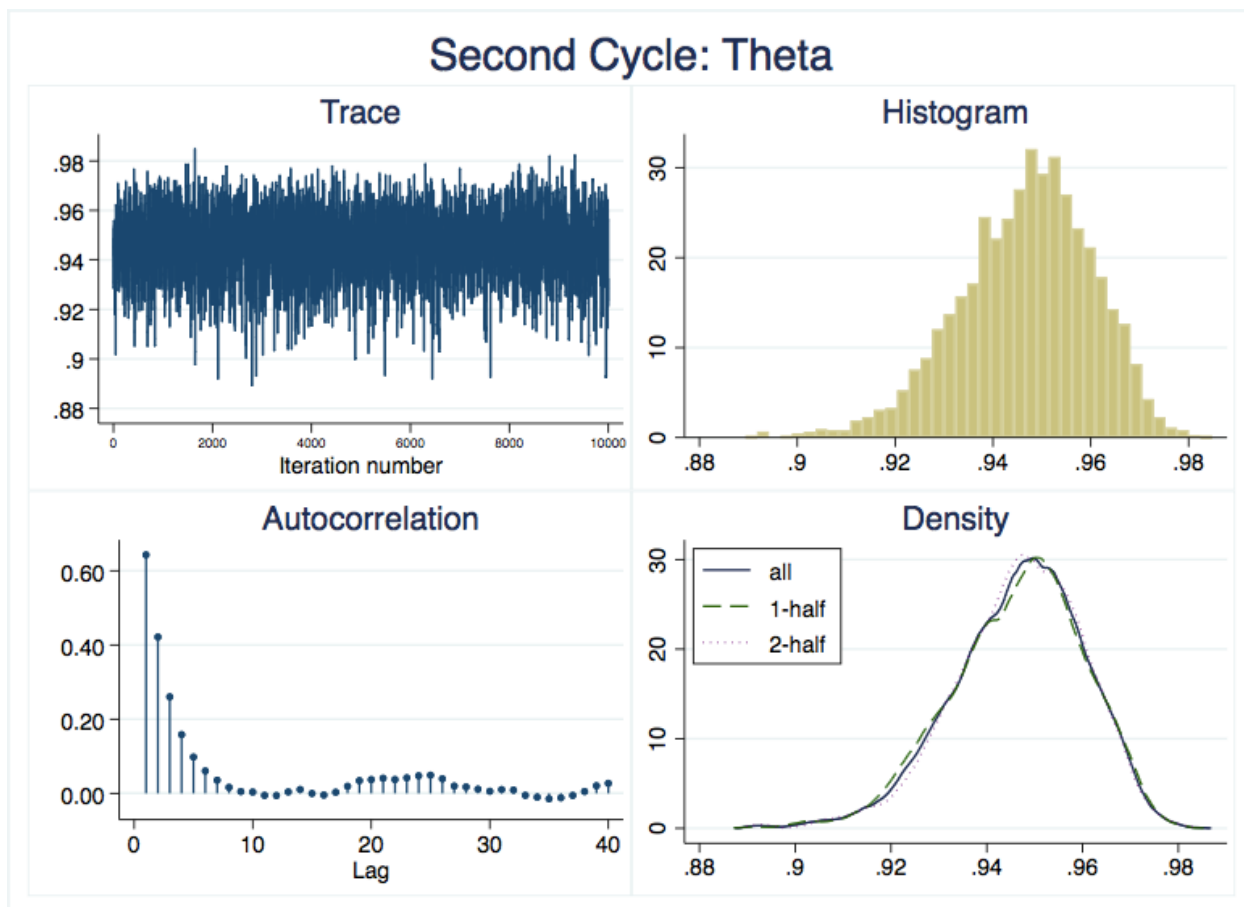 Second Cycle: Theta
Trace
.98
.96
.94
.92
.9
.88
0 2000 4000 6000 8000 10000
Iteration number
Histogram
30
20
10
0
.88 .9 .92 .94 .96 .98
Autocorrelation
0.60
0.40
0.20
0.00
0 10 20 30 40
Lag
Density
all
1-half
2-half
30
20
10
0
.88 .9 .92 .94 .96 .98